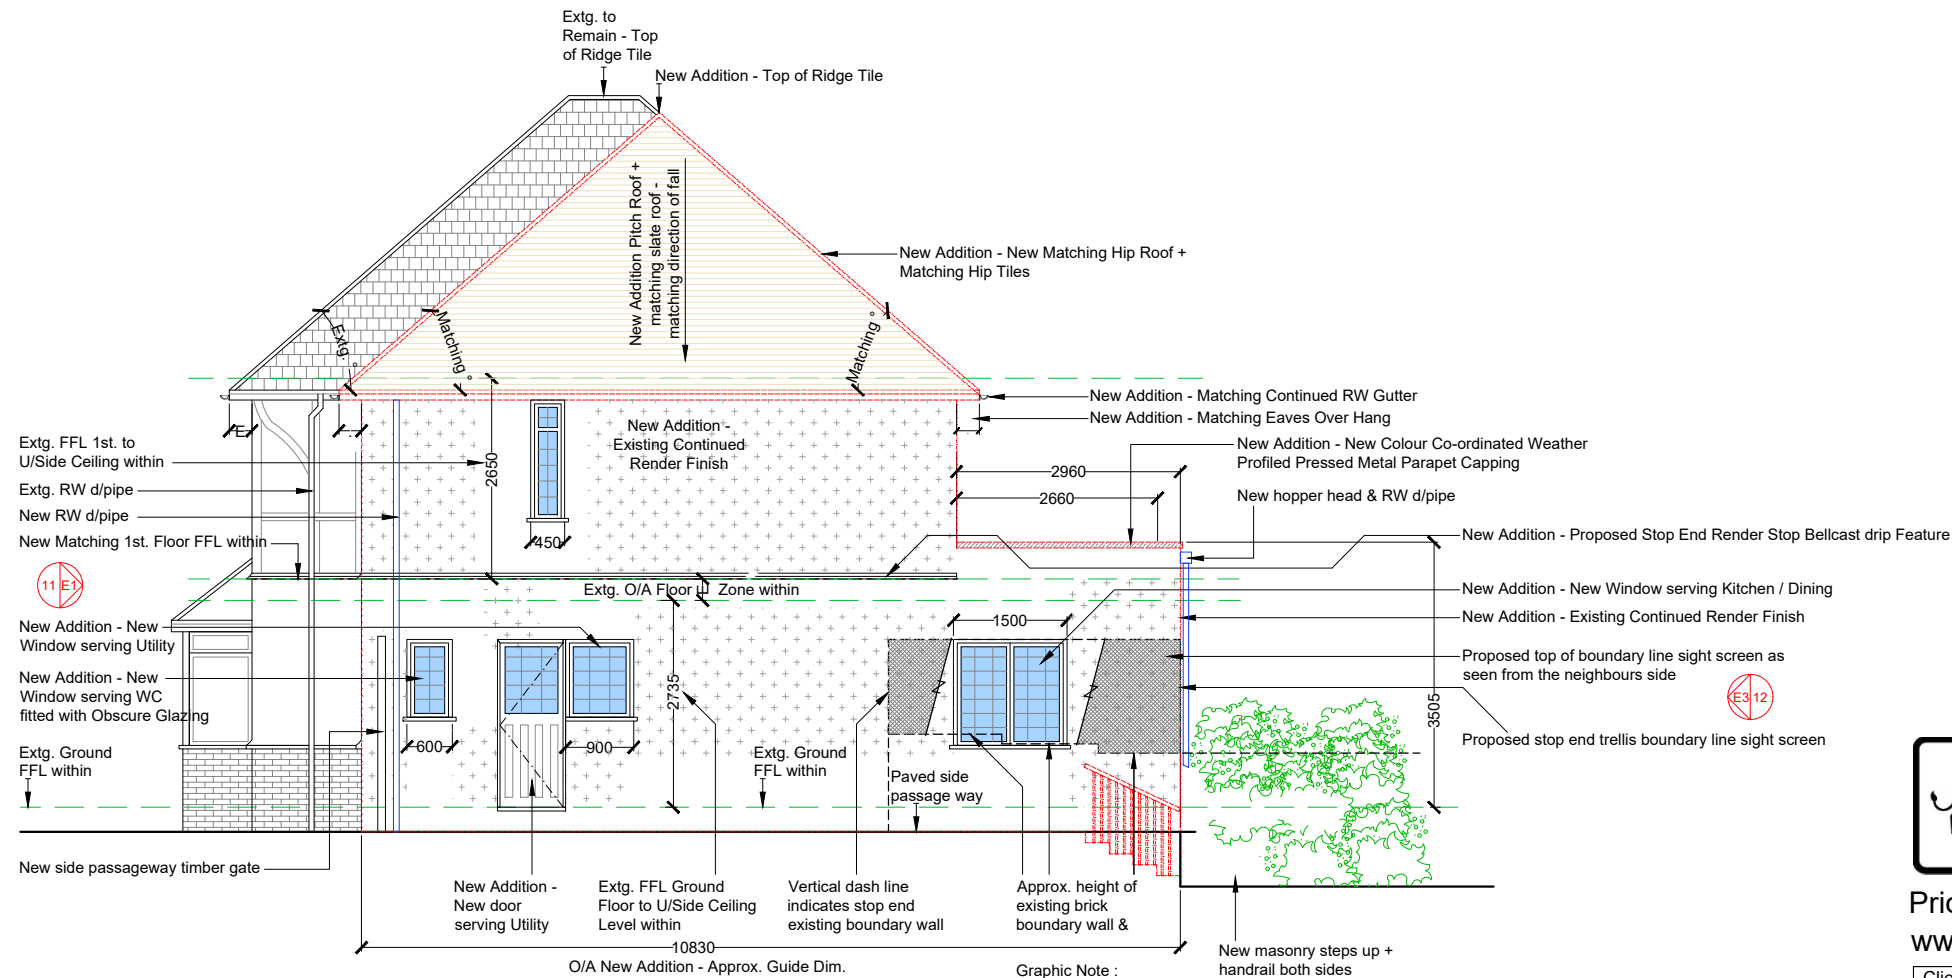 Extg. to
Remain - Top
of Ridge Tile
New Addition - Top of Ridge Tile
New Addition Pitch Roof +
matching slate roof -
matching direction of fall
New Addition - New Matching Hip Roof +
Matching Hip Tiles
Extg. °
Matching °
Matching °
New Addition - Matching Continued RW Gutter
New Addition - Matching Eaves Over Hang
New Addition -
Existing Continued
Render Finish
Extg. FFL 1st. to
U/Side Ceiling within
2650
New Addition - New Colour Co-ordinated Weather
Profiled Pressed Metal Parapet Capping
2960
2660
Extg. RW d/pipe
New hopper head & RW d/pipe
New RW d/pipe
New Matching 1st. Floor FFL within
450
New Addition - Proposed Stop End Render Stop Bellcast drip Feature
11 E1
Extg. O/A Floor
Zone within
New Addition - New Window serving Kitchen / Dining
New Addition - New
Window serving Utility
1500
New Addition - Existing Continued Render Finish
Proposed top of boundary line sight screen as
seen from the neighbours side
New Addition - New
Window serving WC
fitted with Obscure Glazing
2735
E3 12
3505
600
900
Proposed stop end trellis boundary line sight screen
Extg. Ground
FFL within
Extg. Ground
FFL within
Paved side
passage way
New side passageway timber gate
New Addition -
New door
serving Utility
Extg. FFL Ground
Floor to U/Side Ceiling
Level within
Vertical dash line
indicates stop end
existing boundary wall
Approx. height of
existing brick
boundary wall &
10830
O/A New Addition - Approx. Guide Dim.
Graphic Note :
New masonry steps up +
handrail both sides